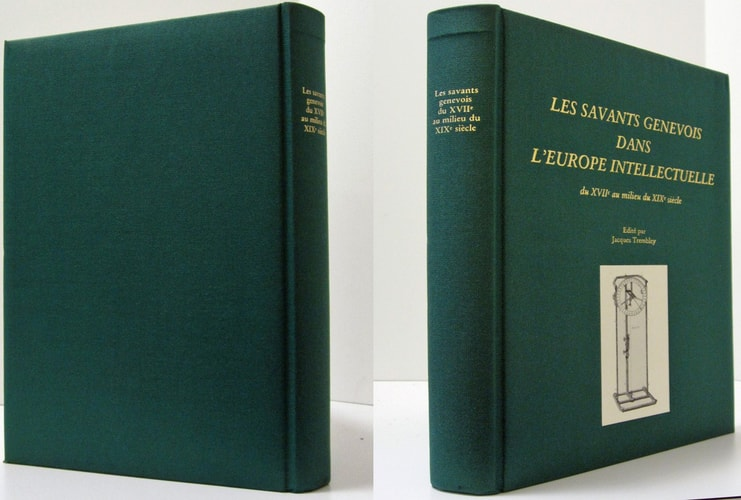 Les savants
genevois
du XVIIe
au milieu du
XIXe siècle
Les savants
genevois
du XVIIe
au milieu du
XIXe siècle
LES SAVANTS GENEVOIS
DANS
L'EUROPE INTELLECTUELLE
du XVIIe au milieu du XIXe siècle
Edité par
Jacques Trembley